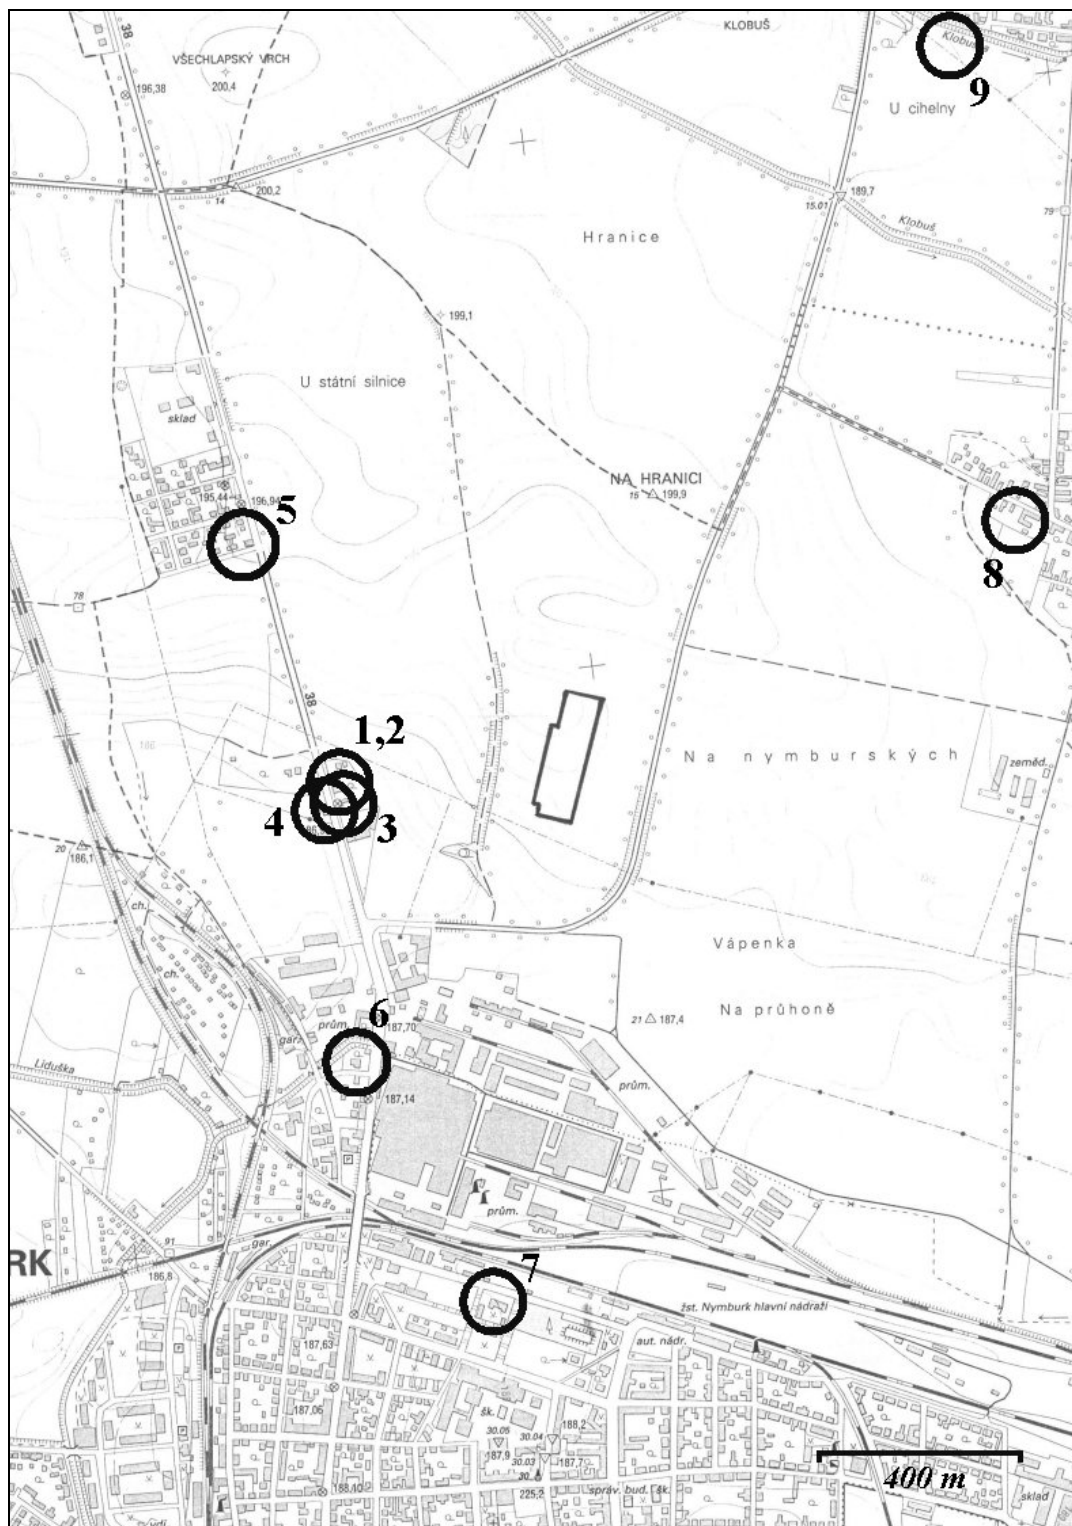 38
VŠECHLAPSKÝ VRCH
200,4
196,38
KLOBUŠ
9
U cihelny
200,2
14
Hranice
189,7
15.01
Klobuš
79
199,1
U státní silnice
sklad
NA HRANICI
15
199,9
195,44
196,94
5
8
78
38
186
1,2
Na nymburských
zeměd.
4
3
20
186,1
ch.
ch.
Vápenka
Na průhoně
21
187,4
6
prům.
187,70
gar.
Liduška
prům.
187,14
P
prům.
91
gar.
186,8
RK
7
žst. Nymburk hlavní nádraží
aut. nádr.
187,63
187,06
šk.
188,2
30.05
30.04
187,9
30.03
187,7
188,10
225,2
správ. bud.
šk.
400 m
sklad